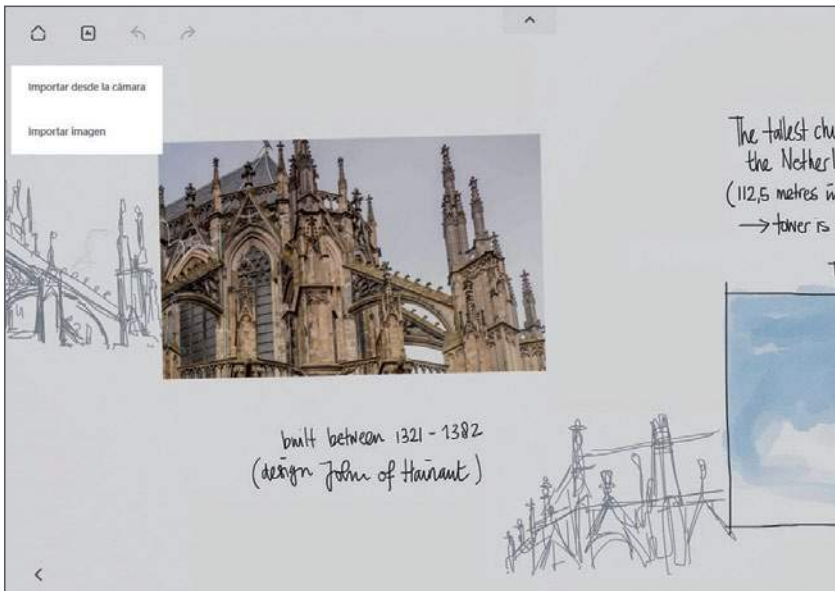 Importar desde la cámara
Importar imagen
The tallest chu
the Netherl
(112,5 metres
→ tower is
built between 1321 - 1382
(design John of Hainaut)